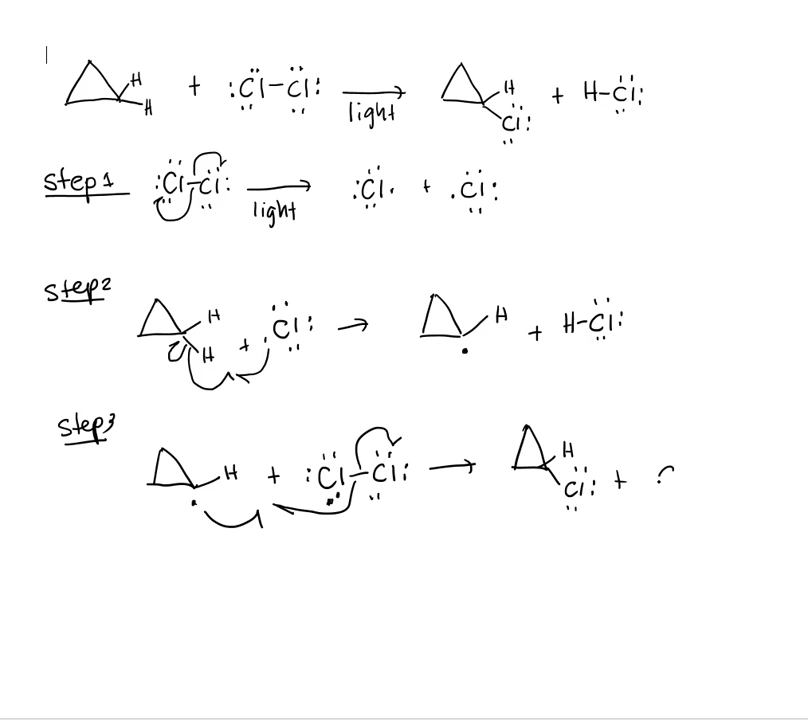 H H + :Cl-Cl: light H Cl: + H-Cl:
step 1 :Cl-Cl: light :Cl· + ·Cl:
step 2 H H + ·Cl: → H + H-Cl:
step 3 H + :Cl-Cl: → H Cl: + ?